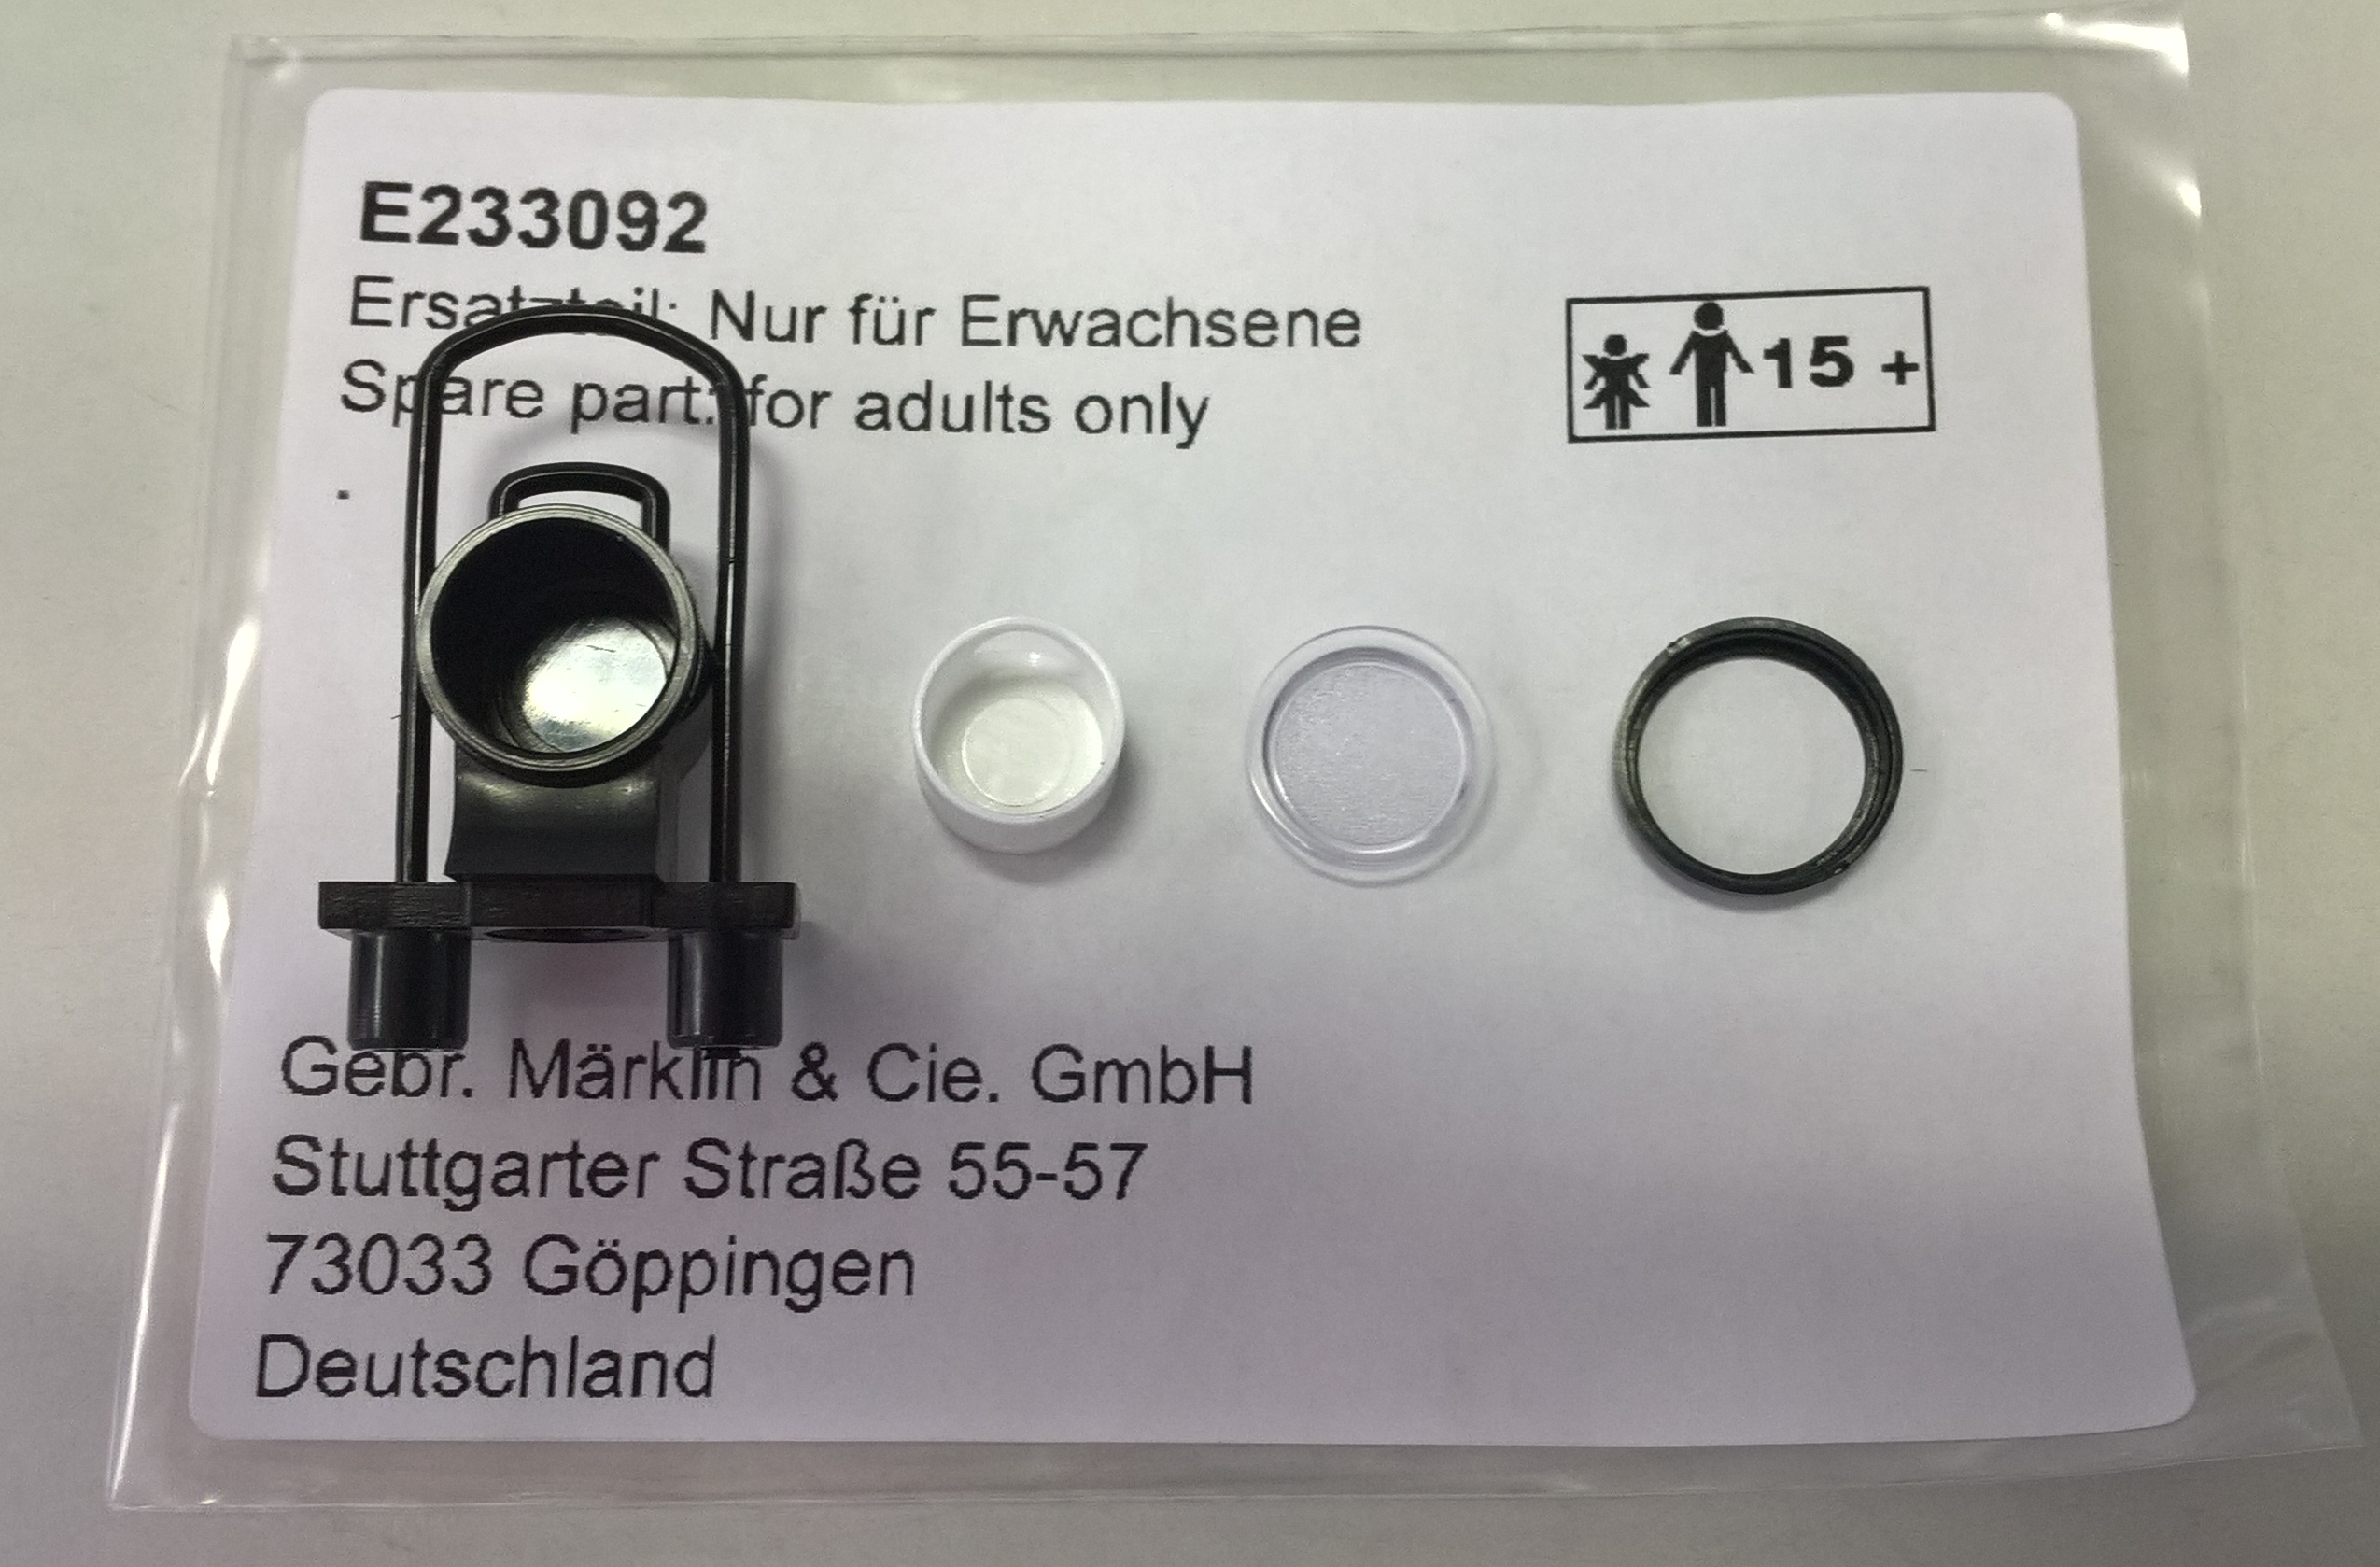 E233092
Ersatzteil: Nur für Erwachsene
Spare part: for adults only
15 +
.
Gebr. Märklin & Cie. GmbH
Stuttgarter Straße 55-57
73033 Göppingen
Deutschland